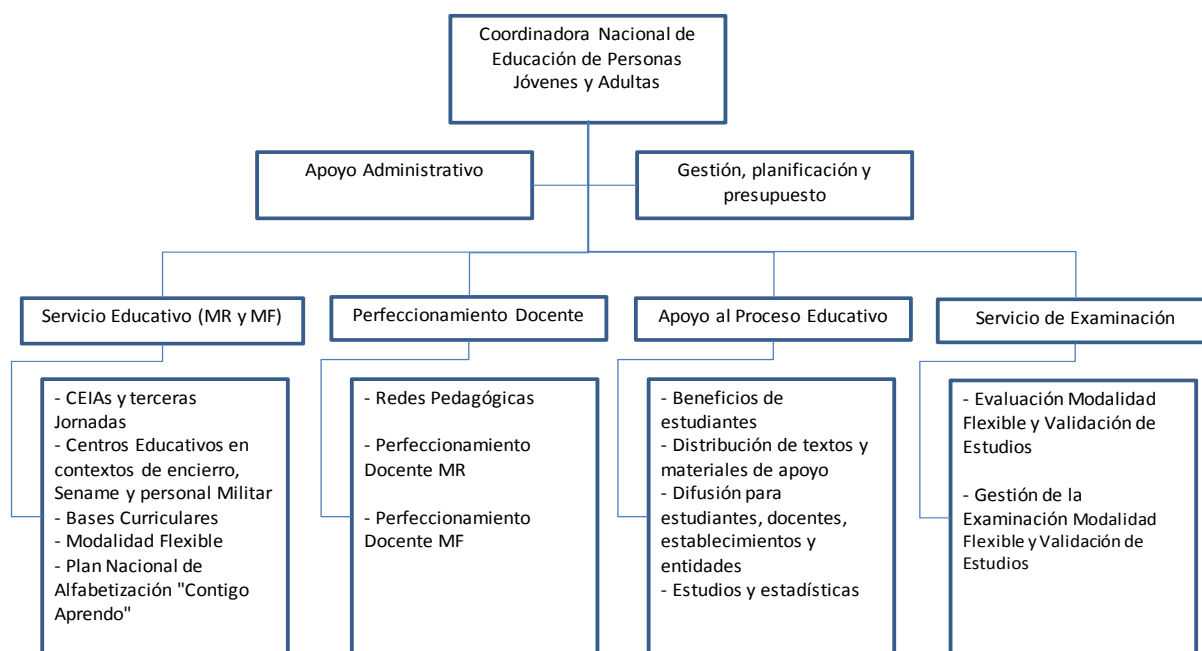 Coordinadora Nacional de
Educación de Personas
Jóvenes y Adultas
Apoyo Administrativo
Gestión, planificación y
presupuesto
Servicio Educativo (MR y MF)
Perfeccionamiento Docente
Apoyo al Proceso Educativo
Servicio de Examinación
- CEIAs y terceras
Jornadas
- Centros Educativos en
contextos de encierro,
Sename y personal Militar
- Bases Curriculares
- Modalidad Flexible
- Plan Nacional de
Alfabetización "Contigo
Aprendo"
- Redes Pedagógicas
- Perfeccionamiento
Docente MR
- Perfeccionamiento
Docente MF
- Beneficios de
estudiantes
- Distribución de textos y
materiales de apoyo
- Difusión para
estudiantes, docentes,
establecimientos y
entidades
- Estudios y estadísticas
- Evaluación Modalidad
Flexible y Validación de
Estudios
- Gestión de la
Examinación Modalidad
Flexible y Validación de
Estudios